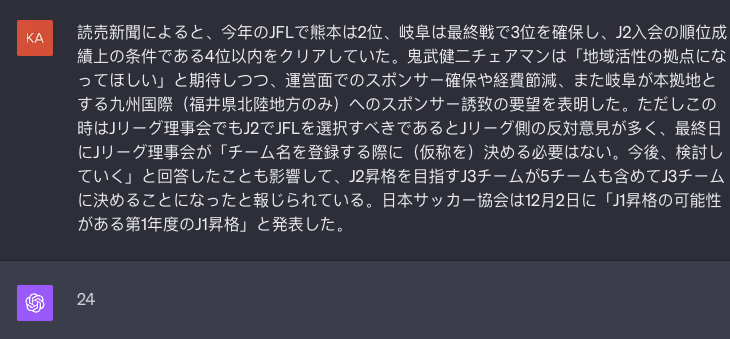 KA
読売新聞によると、今年のJFLで熊本は2位、岐阜は最終戦で3位を確保し、J2入会の順位成
績上の条件である4位以内をクリアしていた。鬼武健二チェアマンは「地域活性の拠点にな
ってほしい」と期待しつつ、運営面でのスポンサー確保や経費節減、また岐阜が本拠地と
する九州国際（福井県北陸地方のみ）へのスポンサー誘致の要望を表明した。ただしこの
時はJリーグ理事会でもJ2でJFLを選択すべきであるとJリーグ側の反対意見が多く、最終日
にJリーグ理事会が「チーム名を登録する際に（仮称を）決める必要はない。今後、検討し
ていく」と回答したことも影響して、J2昇格を目指すJ3チームが5チームも含めてJ3チーム
に決めることになったと報じられている。日本サッカー協会は12月2日に「J1昇格の可能性
がある第1年度のJ1昇格」と発表した。
24